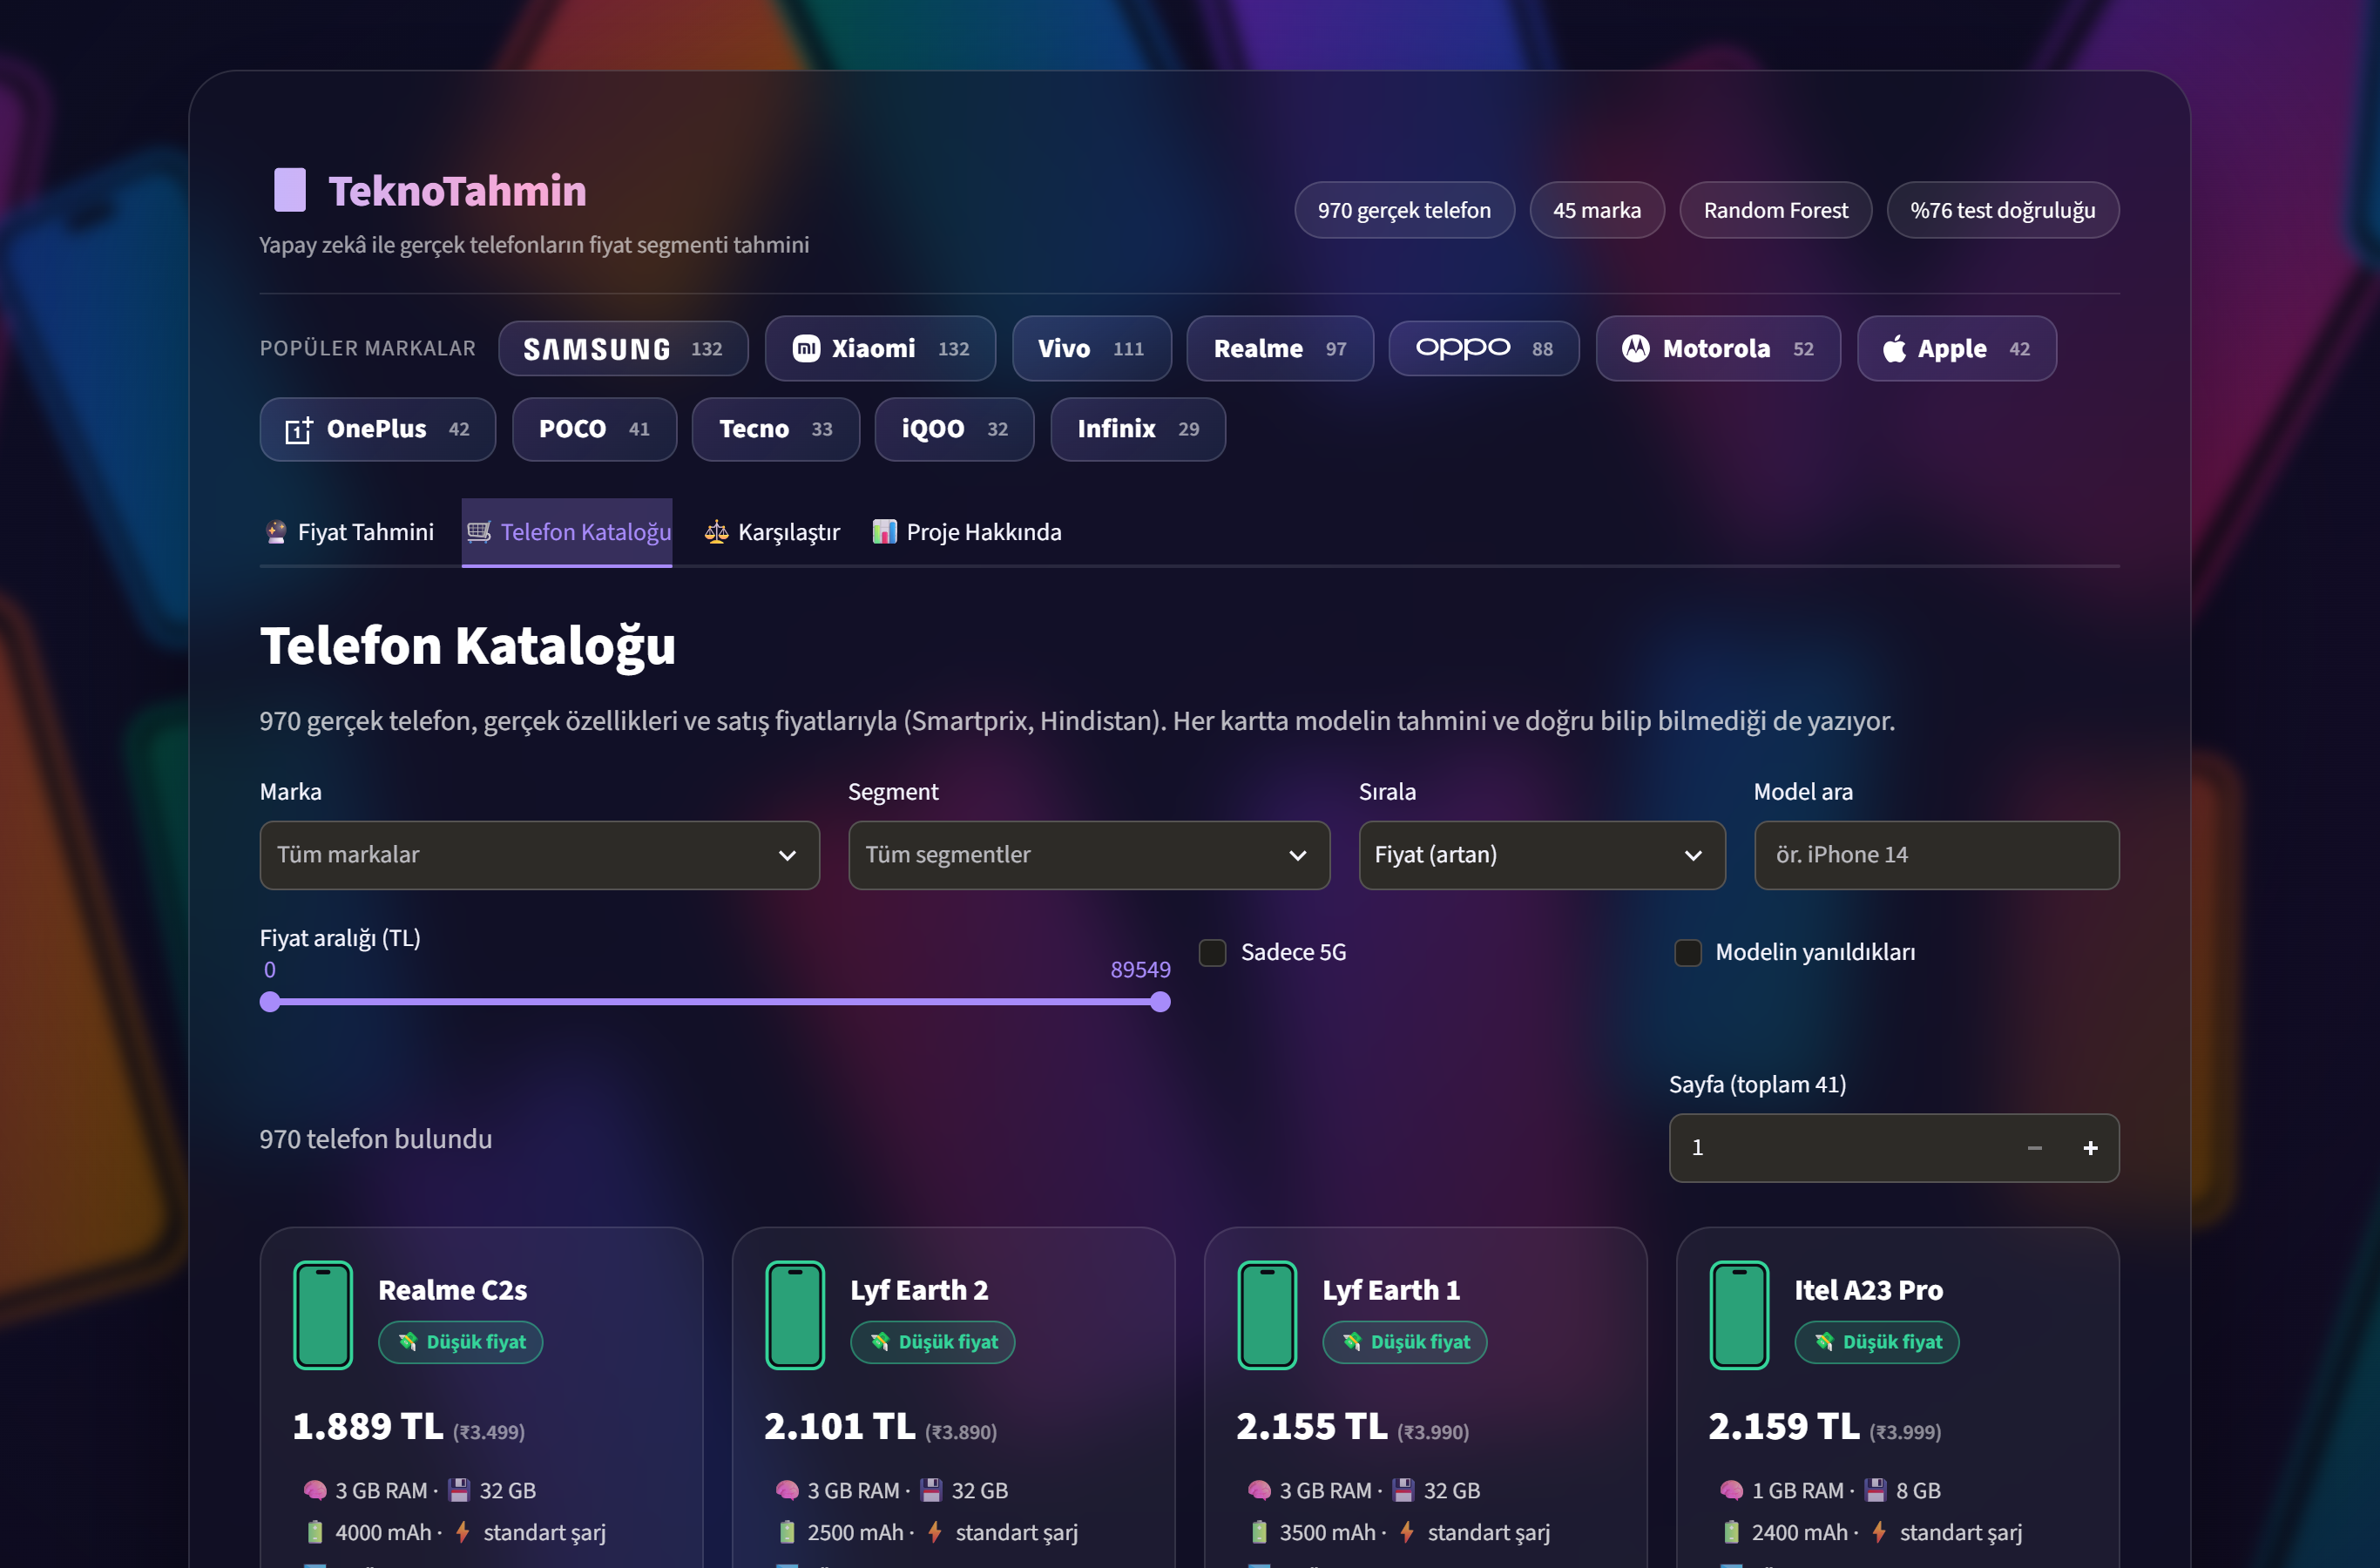 TeknoTahmin
Yapay zekâ ile gerçek telefonların fiyat segmenti tahmini
970 gerçek telefon
45 marka
Random Forest
%76 test doğruluğu
POPÜLER MARKALAR
SAMSUNG 132
Xiaomi 132
Vivo 111
Realme 97
oppo 88
Motorola 52
Apple 42
OnePlus 42
POCO 41
Tecno 33
iQOO 32
Infinix 29
Fiyat Tahmini
Telefon Kataloğu
Karşılaştır
Proje Hakkında
Telefon Kataloğu
970 gerçek telefon, gerçek özellikleri ve satış fiyatlarıyla (Smartprix, Hindistan). Her kartta modelin tahmini ve doğru bilip bilmediği de yazıyor.
Marka
Segment
Sırala
Model ara
Tüm markalar
Tüm segmentler
Fiyat (artan)
ör. iPhone 14
Fiyat aralığı (TL)
0
89549
Sadece 5G
Modelin yanıldıkları
Sayfa (toplam 41)
970 telefon bulundu
1
Realme C2s
Düşük fiyat
1.889 TL (₹3.499)
3 GB RAM · 32 GB
4000 mAh · standart şarj
Lyf Earth 2
Düşük fiyat
2.101 TL (₹3.890)
3 GB RAM · 32 GB
2500 mAh · standart şarj
Lyf Earth 1
Düşük fiyat
2.155 TL (₹3.990)
3 GB RAM · 32 GB
3500 mAh · standart şarj
Itel A23 Pro
Düşük fiyat
2.159 TL (₹3.999)
1 GB RAM · 8 GB
2400 mAh · standart şarj